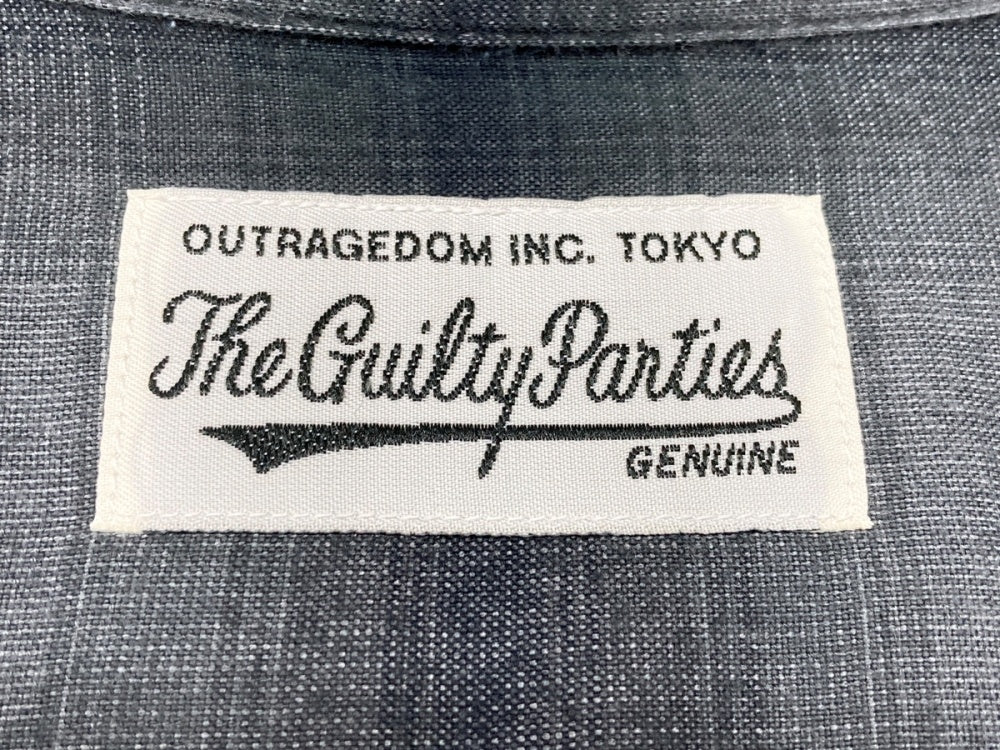 OUTRAGEDOM INC. TOKYO
The Guilty Parties
GENUINE